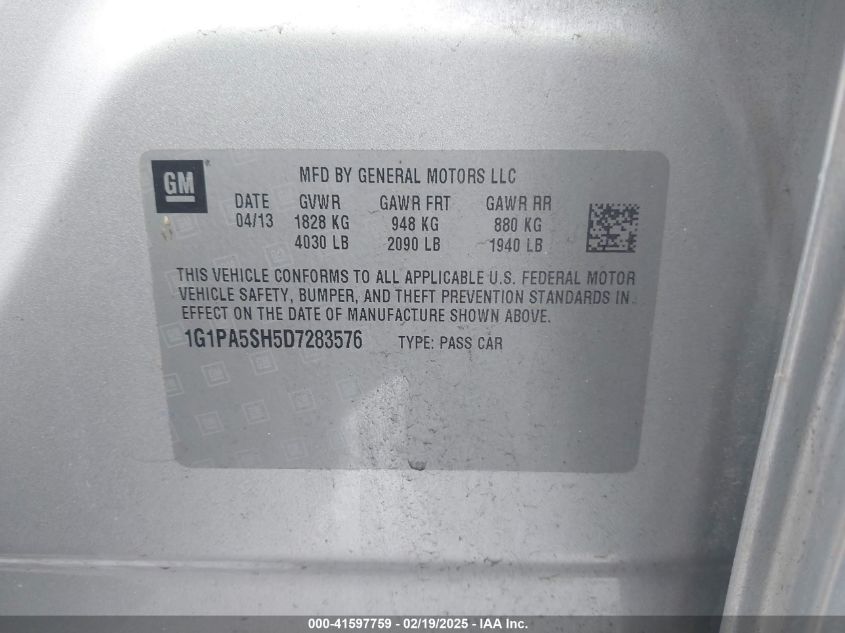 GM
MFD BY GENERAL MOTORS LLC
DATE GVWR GAWR FRT GAWR RR
04/13 1828 KG 948 KG 880 KG
4030 LB 2090 LB 1940 LB
THIS VEHICLE CONFORMS TO ALL APPLICABLE U.S. FEDERAL MOTOR
VEHICLE SAFETY, BUMPER, AND THEFT PREVENTION STANDARDS IN
EFFECT ON THE DATE OF MANUFACTURE SHOWN ABOVE.
1G1PA5SH5D7283576 TYPE: PASS CAR
000-41597759 - 02/19/2025 - IAA Inc.